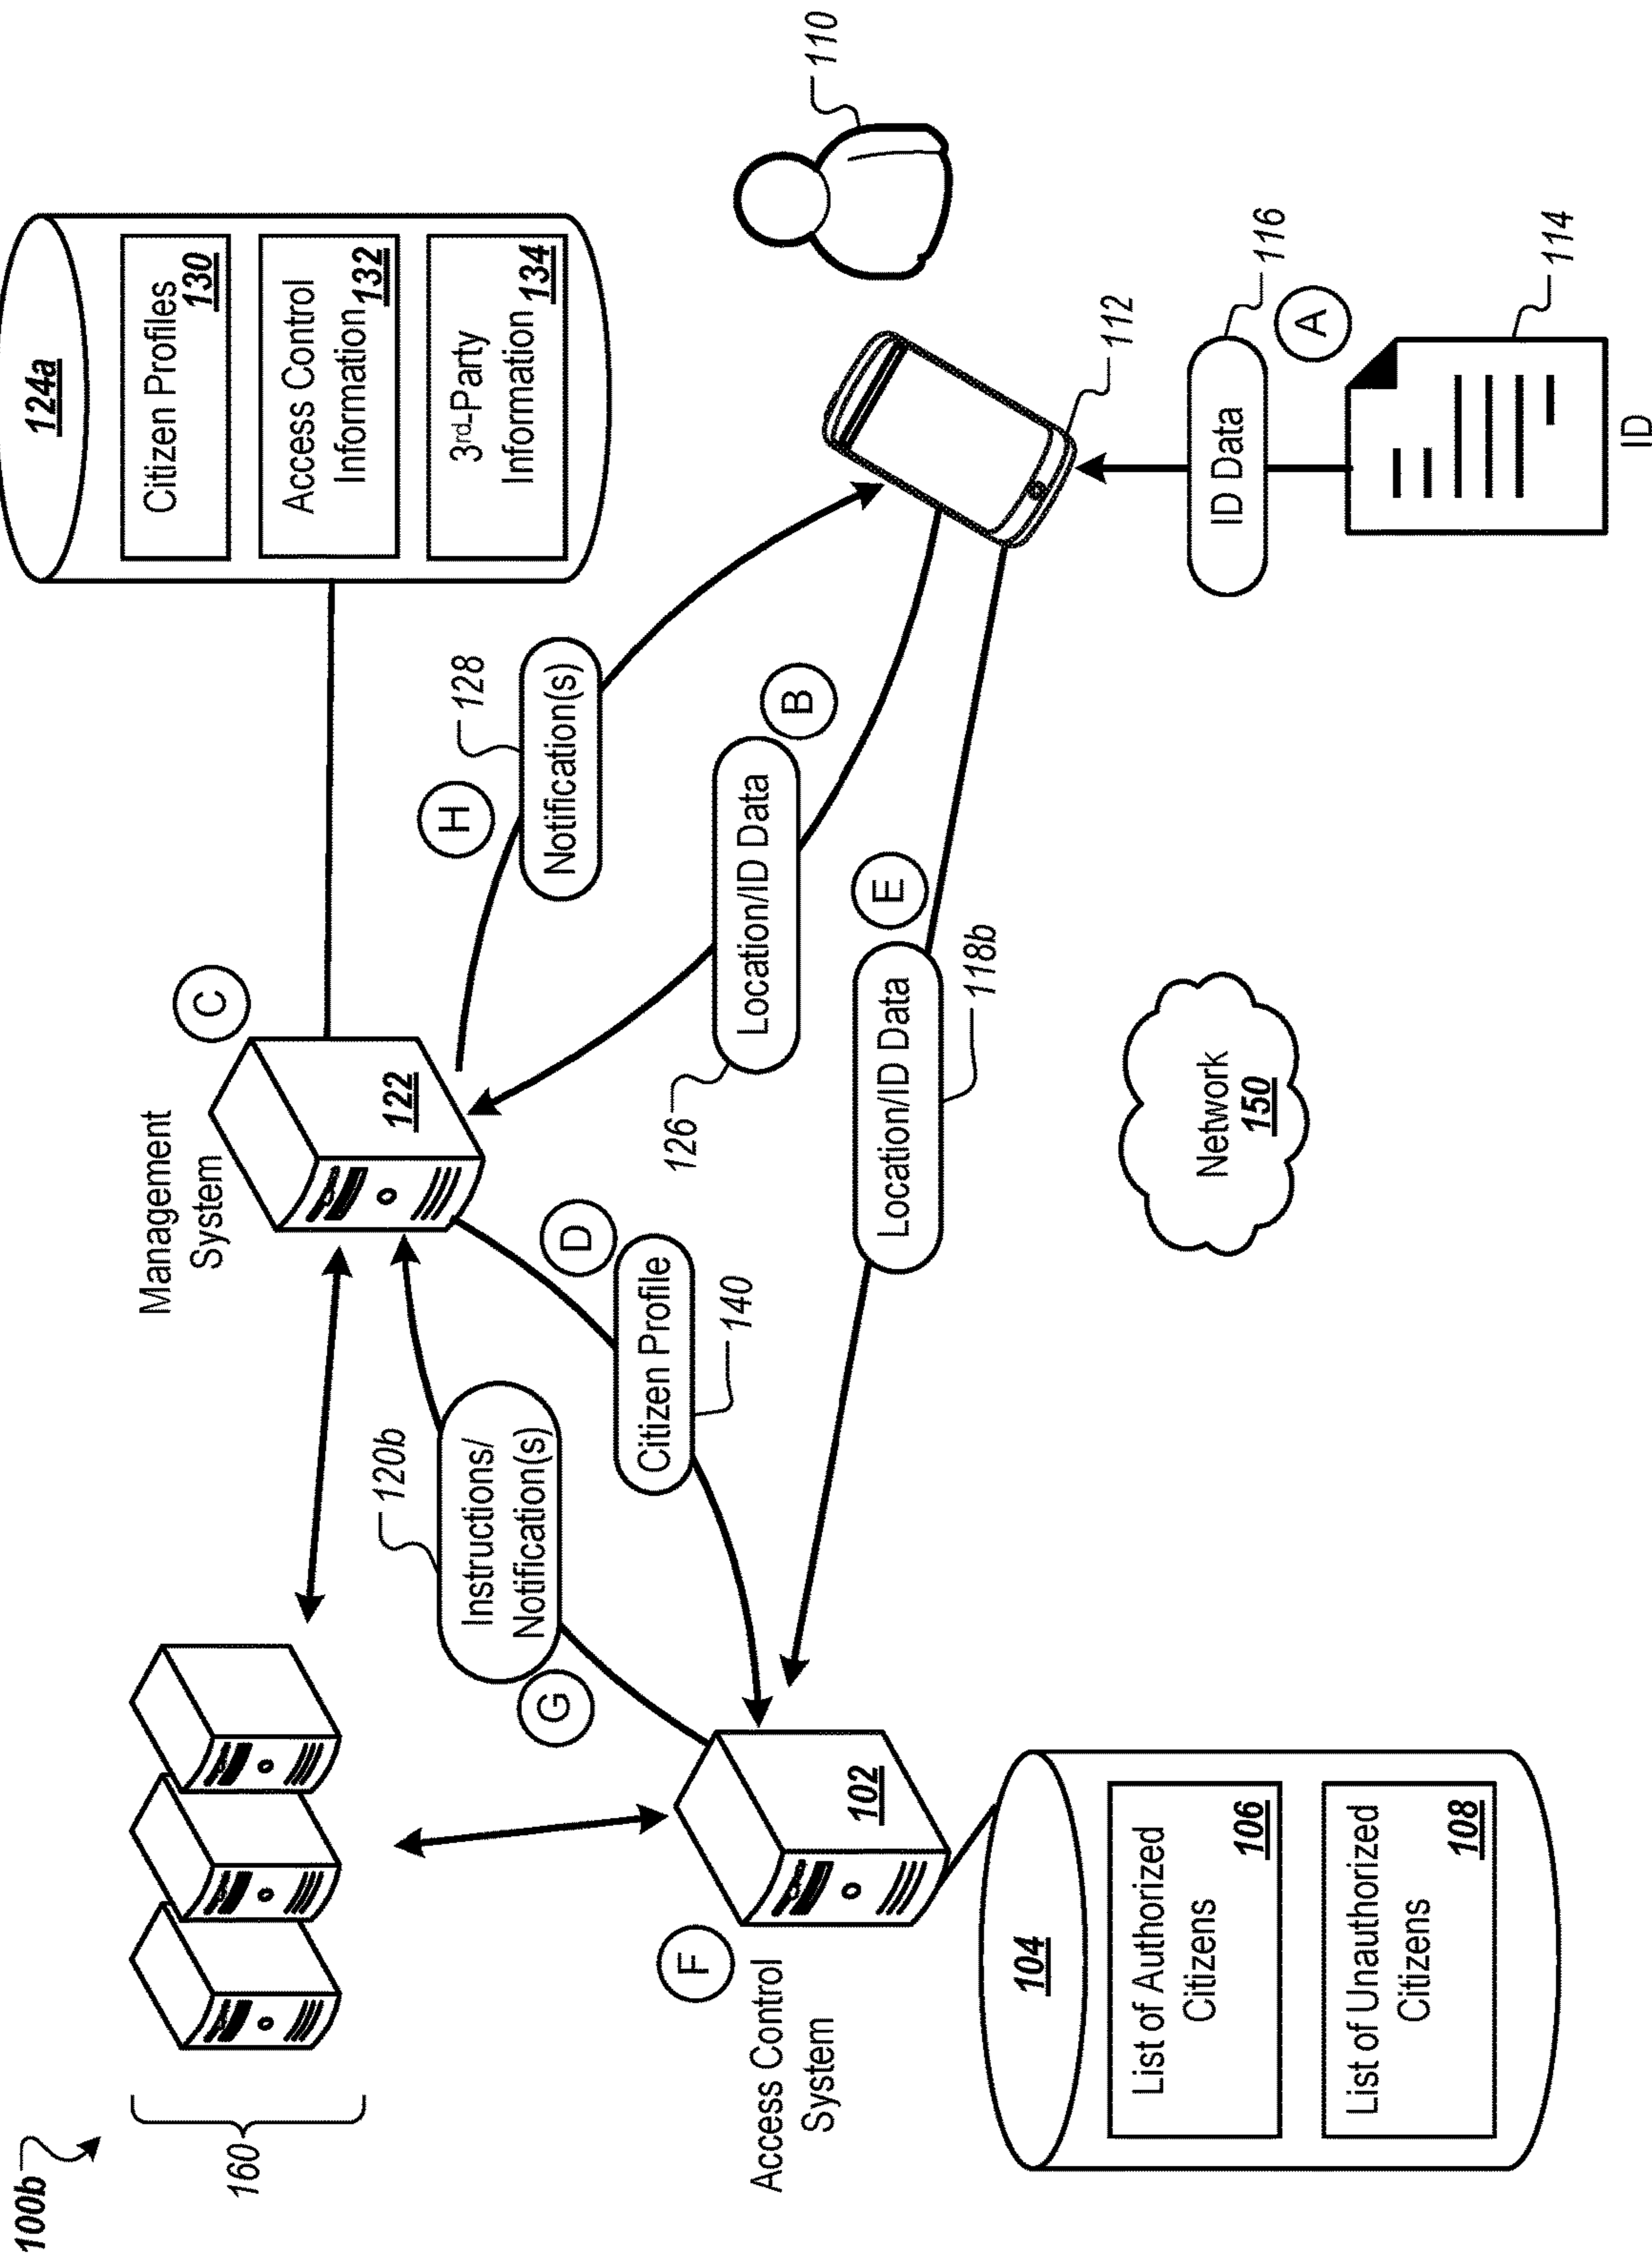 100b
160
Management
System
122
C
124a
Citizen Profiles
130
Access Control
Information
132
3rd-Party
Information
134
120b
Instructions/
Notification(s)
G
D
Citizen Profile
140
H
128
Notification(s)
126
Location/ID Data
B
E
Location/ID Data
118b
110
112
F
Access Control
System
102
104
List of Authorized
Citizens
106
List of Unauthorized
Citizens
108
Network
150
ID Data
116
A
114
ID